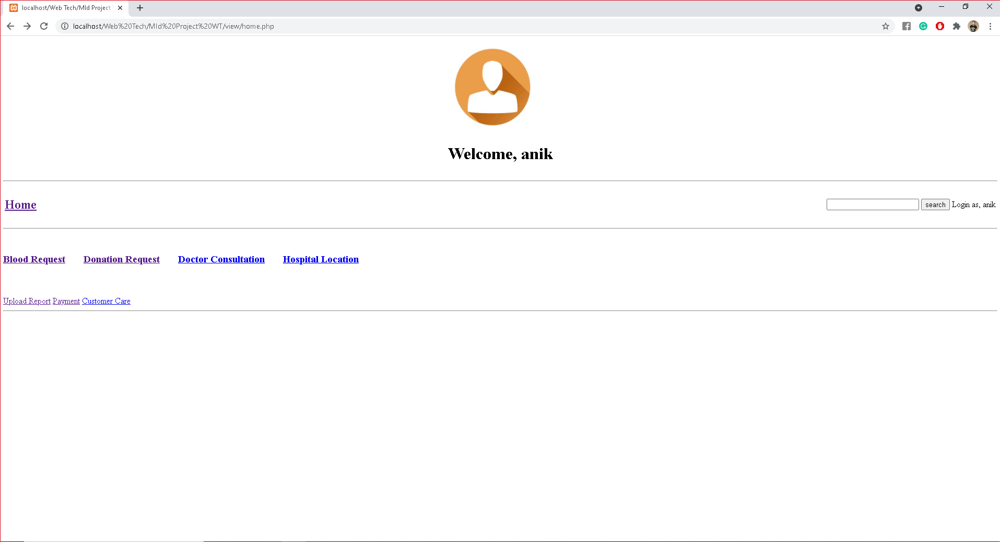 localhost/Web Tech/MId Project
localhost/Web%20Tech/MId%20Project%20WT/view/home.php
Welcome, anik
Home search Login as, anik
Blood Request Donation Request Doctor Consultation Hospital Location
Upload Report Payment Customer Care